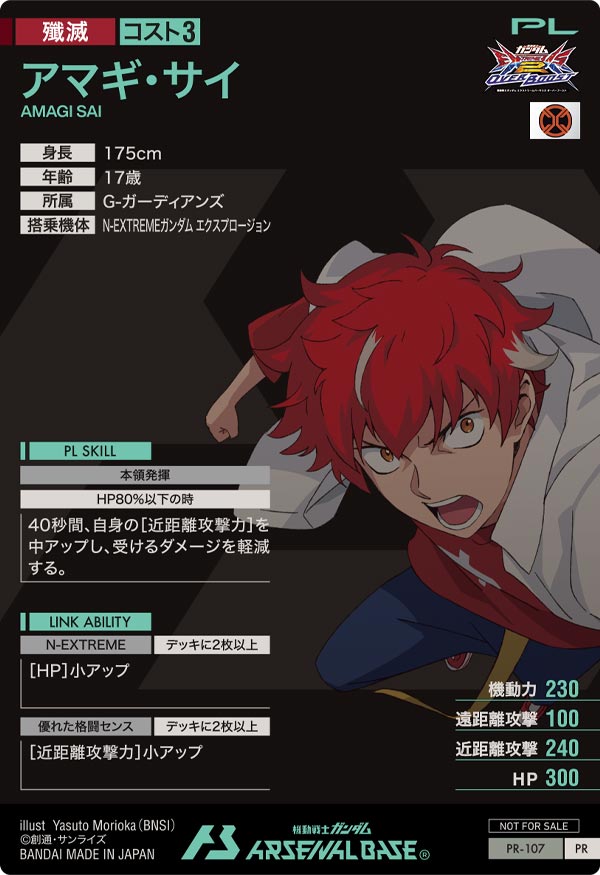 殲滅 コスト3
PL
アマギ・サイ
AMAGI SAI
ガンダム
OVER BOOST
身長 175cm
年齢 17歳
所属 G-ガーディアンズ
搭乗機体 N-EXTREMEガンダム エクスプロージョン
PL SKILL
本領発揮
HP80%以下の時
40秒間、自身の[近距離攻撃力]を
中アップし、受けるダメージを軽減
する。
LINK ABILITY
N-EXTREME デッキに2枚以上
[HP]小アップ
優れた格闘センス デッキに2枚以上
[近距離攻撃力]小アップ
機動力 230
遠距離攻撃 100
近距離攻撃 240
HP 300
illust Yasuto Morioka(BNSI)
©創通・サンライズ
BANDAI MADE IN JAPAN
機動戦士ガンダム
ARSENAL BASE®
NOT FOR SALE
PR-107 PR